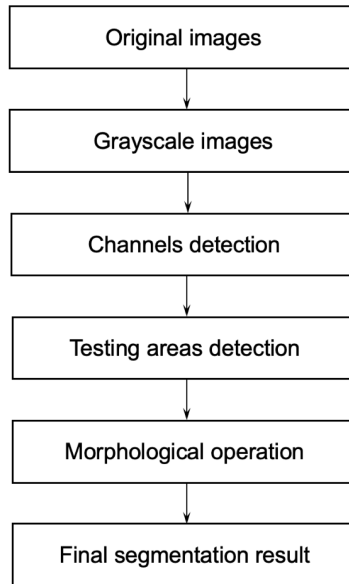 Original images
Grayscale images
Channels detection
Testing areas detection
Morphological operation
Final segmentation result